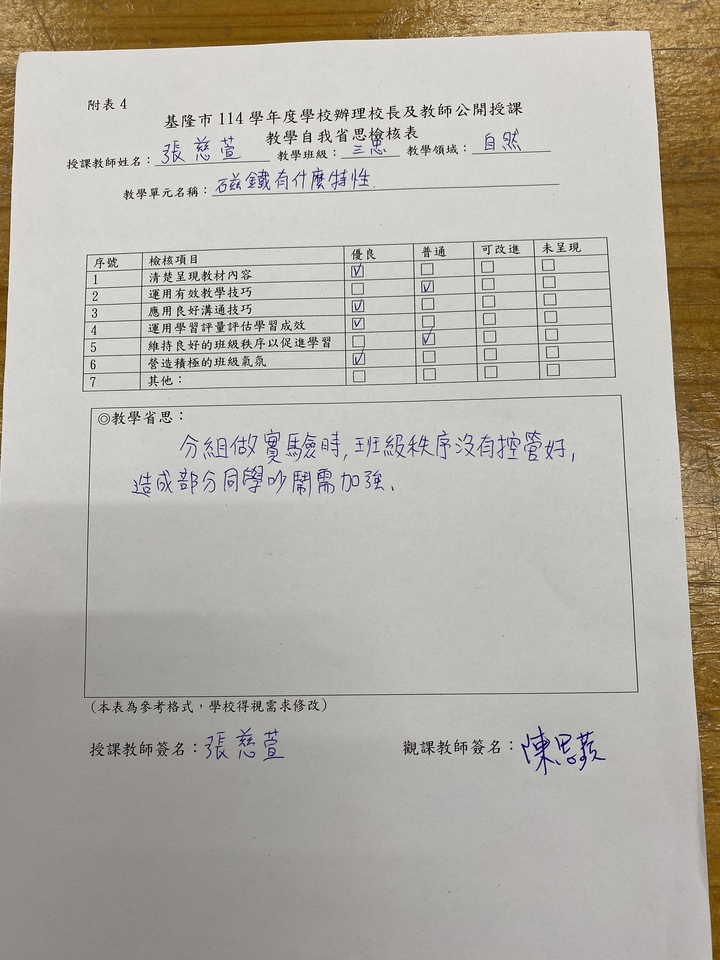 附表 4
基隆市 114 學年度學校辦理校長及教師公開授課
教學自我省思檢核表
授課教師姓名：張慈萱 教學班級：三忠 教學領域：自然
教學單元名稱：磁鐵有什麼特性.
序號 檢核項目 優良 普通 可改進 未呈現
1 清楚呈現教材內容 ☑ ☐ ☐ ☐
2 運用有效教學技巧 ☐ ☑ ☐ ☐
3 應用良好溝通技巧 ☑ ☐ ☐ ☐
4 運用學習評量評估學習成效 ☑ ☐ ☐ ☐
5 維持良好的班級秩序以促進學習 ☐ ☑ ☐ ☐
6 營造積極的班級氣氛 ☑ ☐ ☐ ☐
7 其他： ☐ ☐ ☐ ☐
◎教學省思：
分組做實驗時,班級秩序沒有控管好,
造成部分同學吵鬧需加強、
(本表為參考格式，學校得視需求修改)
授課教師簽名：張慈萱 觀課教師簽名：陳思